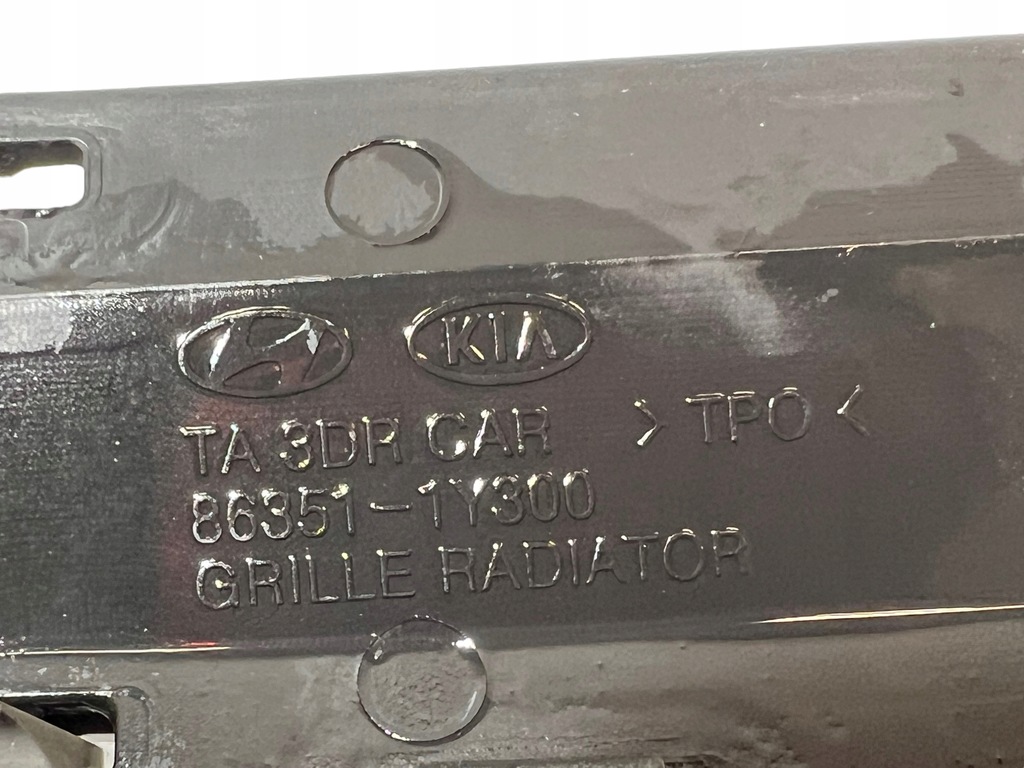 KIA
TA 3DR CAR > TPO <
86351-1Y300
GRILLE RADIATOR